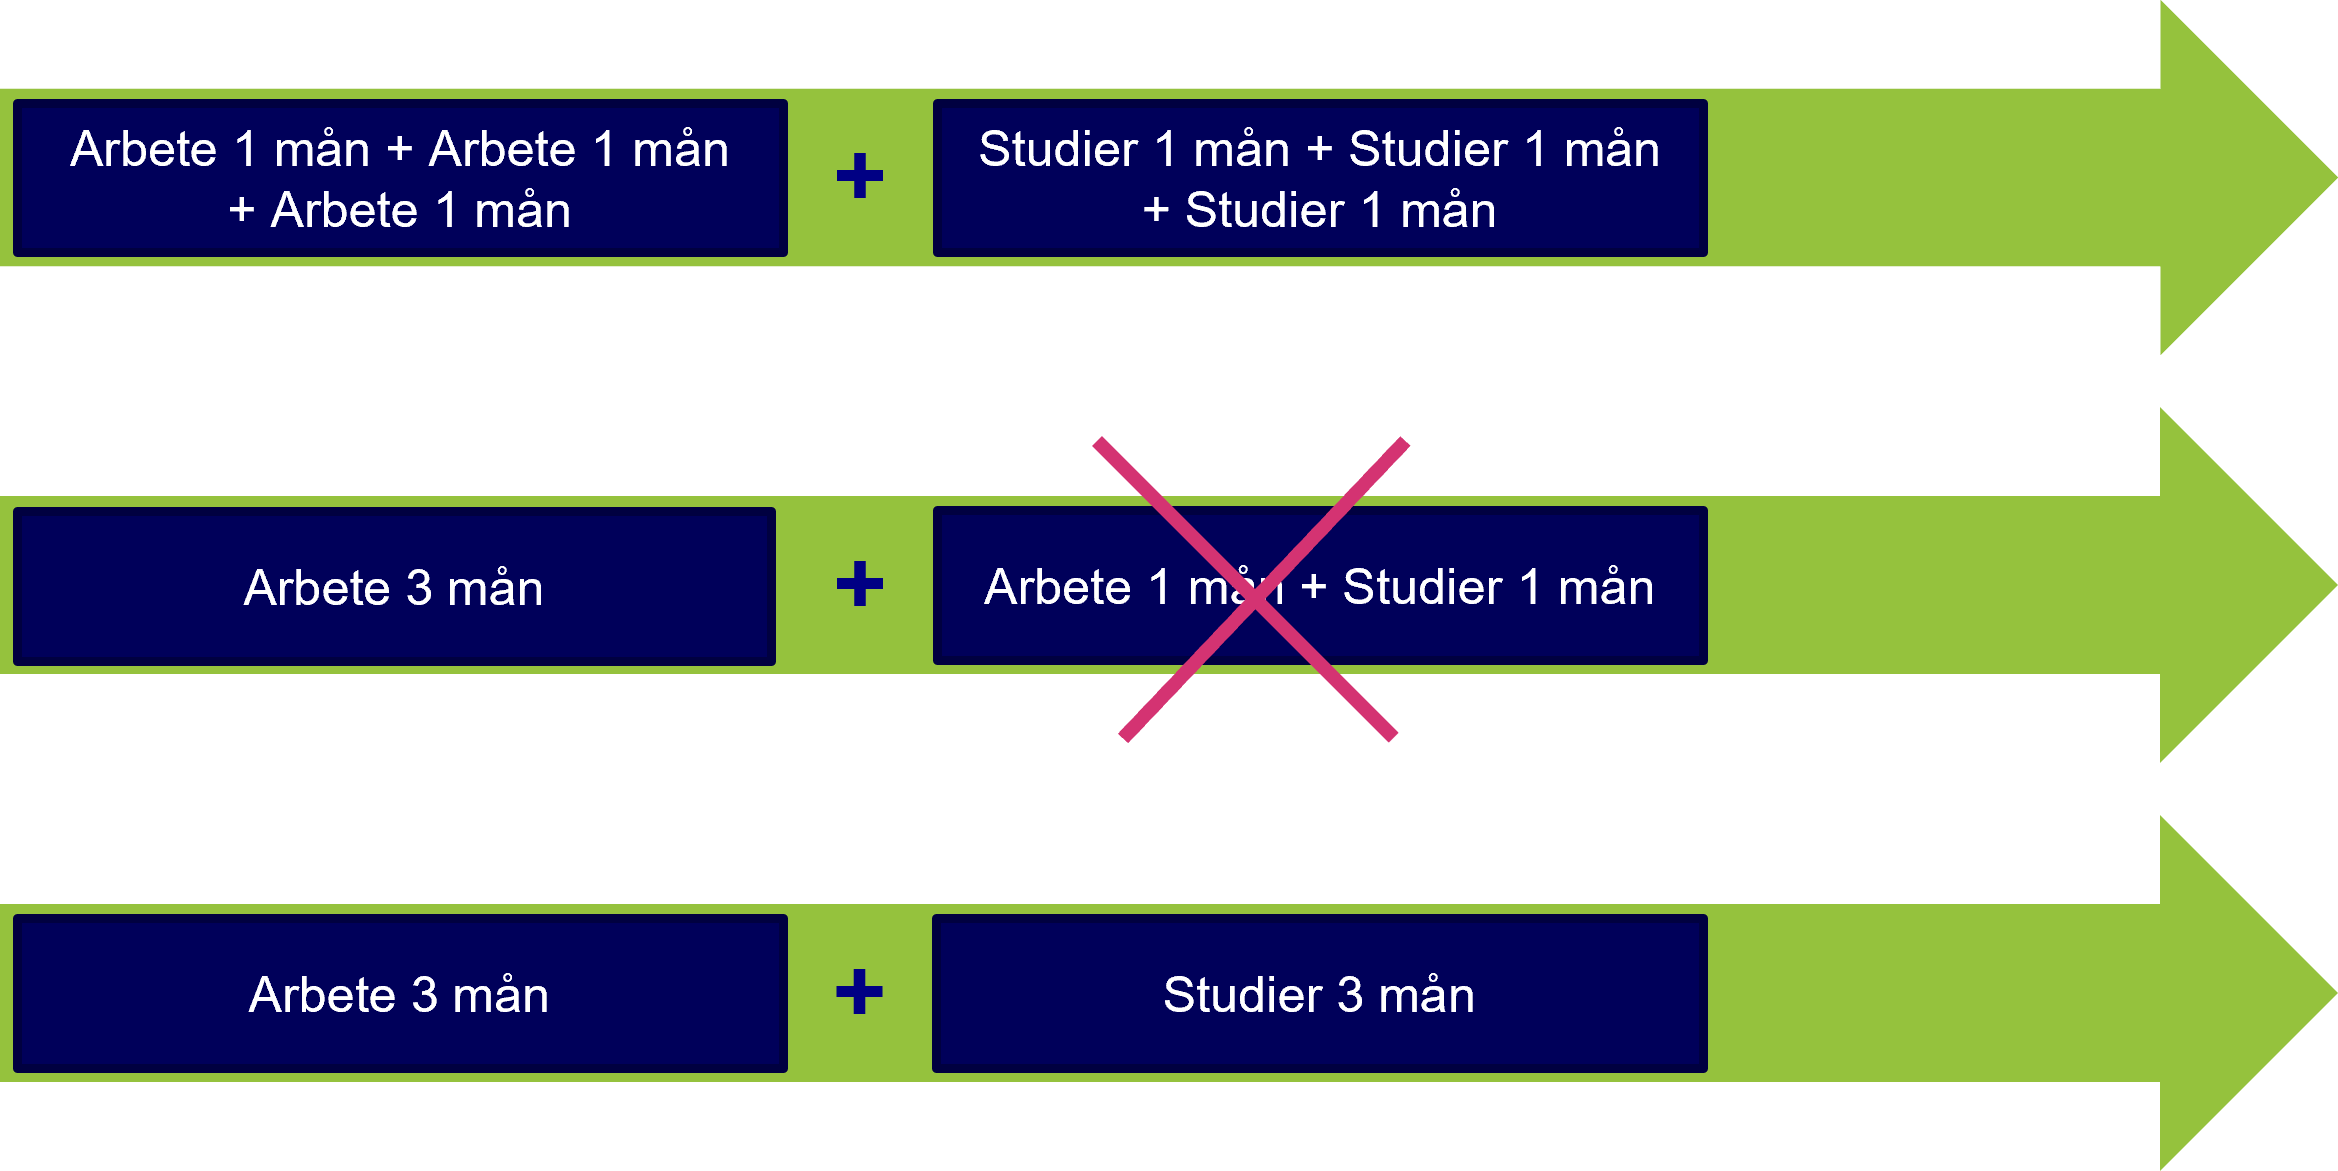 Arbete 1 mån + Arbete 1 mån
+ Arbete 1 mån
+
Studier 1 mån + Studier 1 mån
+ Studier 1 mån
Arbete 3 mån
+
Arbete 1 mån + Studier 1 mån
Arbete 3 mån
+
Studier 3 mån